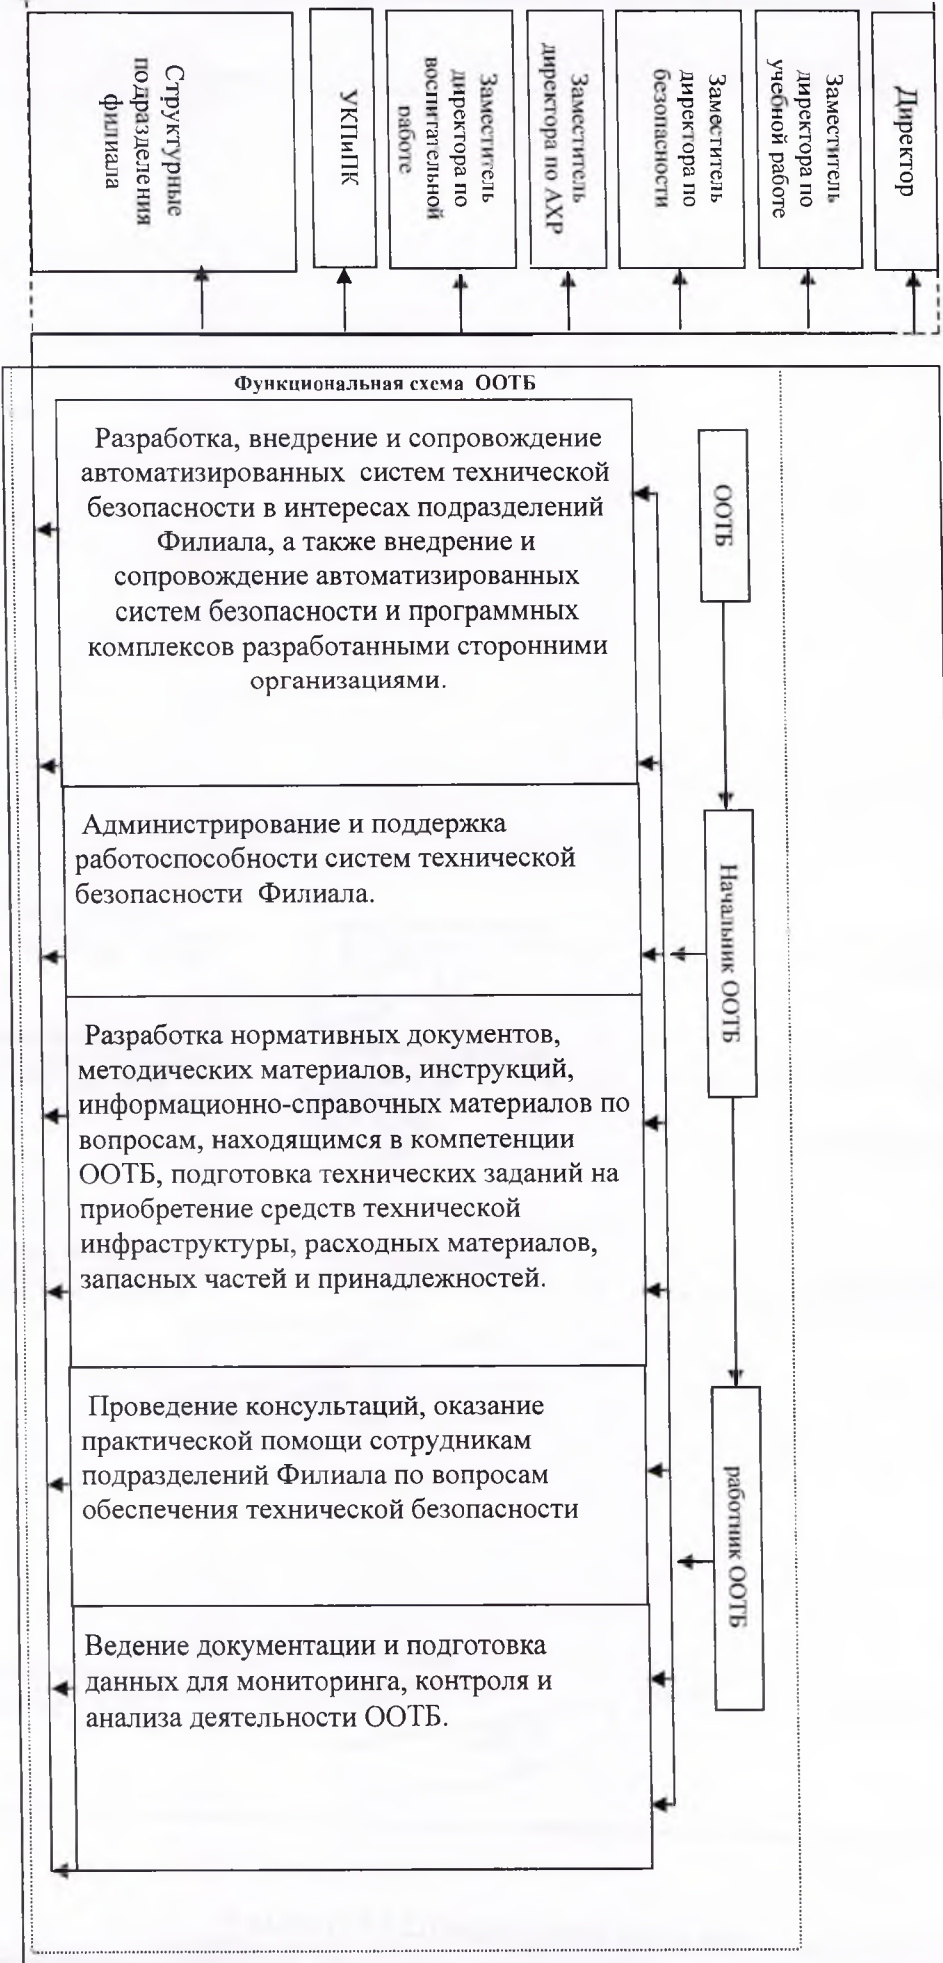 Директор
Заместитель
директора по
учебной работе
Заместитель
директора по
безопасности
Заместитель
директора по АХР
Заместитель
директора по
воспитательной
работе
УКПиПК
Структурные
подразделения
филиала
Функциональная схема ООТБ
ООТБ
Начальник ООТБ
работник ООТБ
Разработка, внедрение и сопровождение
автоматизированных систем технической
безопасности в интересах подразделений
Филиала, а также внедрение и
сопровождение автоматизированных
систем безопасности и программных
комплексов разработанными сторонними
организациями.
Администрирование и поддержка
работоспособности систем технической
безопасности Филиала.
Разработка нормативных документов,
методических материалов, инструкций,
информационно-справочных материалов по
вопросам, находящимся в компетенции
ООТБ, подготовка технических заданий на
приобретение средств технической
инфраструктуры, расходных материалов,
запасных частей и принадлежностей.
Проведение консультаций, оказание
практической помощи сотрудникам
подразделений Филиала по вопросам
обеспечения технической безопасности
Ведение документации и подготовка
данных для мониторинга, контроля и
анализа деятельности ООТБ.